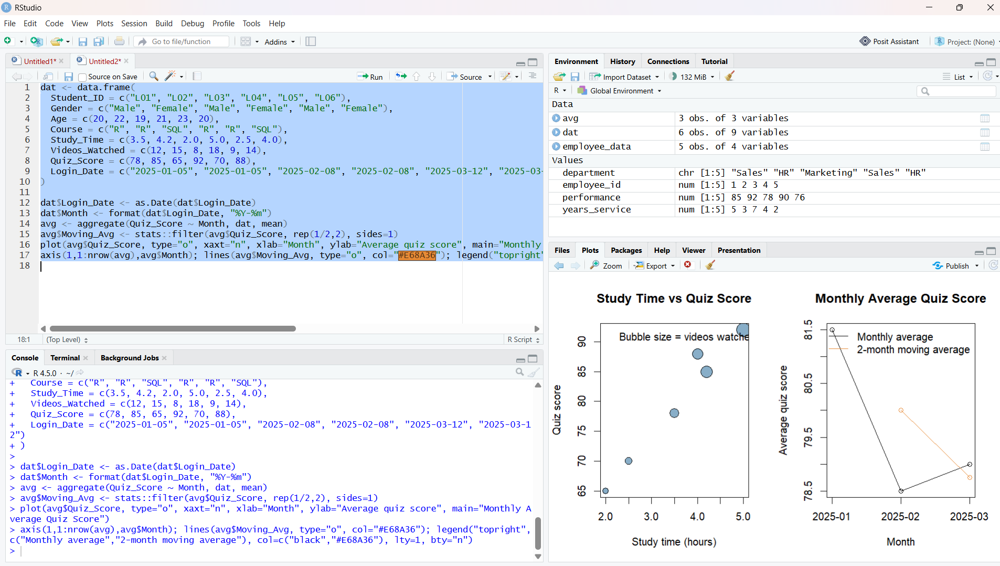 RStudio
File Edit Code View Plots Session Build Debug Profile Tools Help
Go to file/function Addins Posit Assistant Project: (None)
Untitled1* Untitled2*
Source on Save Run Source
1 dat <- data.frame(
2 Student_ID = c("L01", "L02", "L03", "L04", "L05", "L06"),
3 Gender = c("Male", "Female", "Male", "Female", "Male", "Female"),
4 Age = c(20, 22, 19, 21, 23, 20),
5 Course = c("R", "R", "SQL", "R", "R", "SQL"),
6 Study_Time = c(3.5, 4.2, 2.0, 5.0, 2.5, 4.0),
7 Videos_Watched = c(12, 15, 8, 18, 9, 14),
8 Quiz_Score = c(78, 85, 65, 92, 70, 88),
9 Login_Date = c("2025-01-05", "2025-01-05", "2025-02-08", "2025-02-08", "2025-03-12", "2025-03-
10 )
11
12 dat$Login_Date <- as.Date(dat$Login_Date)
13 dat$Month <- format(dat$Login_Date, "%Y-%m")
14 avg <- aggregate(Quiz_Score ~ Month, dat, mean)
15 avg$Moving_Avg <- stats::filter(avg$Quiz_Score, rep(1/2,2), sides=1)
16 plot(avg$Quiz_Score, type="o", xaxt="n", xlab="Month", ylab="Average quiz score", main="Monthly
17 axis(1,1:nrow(avg),avg$Month); lines(avg$Moving_Avg, type="o", col="#E68A36"); legend("topright"
18
18:1 (Top Level) R Script
Console Terminal Background Jobs
R 4.5.0 · ~/
+ Course = c("R", "R", "SQL", "R", "R", "SQL"),
+ Study_Time = c(3.5, 4.2, 2.0, 5.0, 2.5, 4.0),
+ Videos_Watched = c(12, 15, 8, 18, 9, 14),
+ Quiz_Score = c(78, 85, 65, 92, 70, 88),
+ Login_Date = c("2025-01-05", "2025-01-05", "2025-02-08", "2025-02-08", "2025-03-12", "2025-03-1
2")
+ )
>
> dat$Login_Date <- as.Date(dat$Login_Date)
> dat$Month <- format(dat$Login_Date, "%Y-%m")
> avg <- aggregate(Quiz_Score ~ Month, dat, mean)
> avg$Moving_Avg <- stats::filter(avg$Quiz_Score, rep(1/2,2), sides=1)
> plot(avg$Quiz_Score, type="o", xaxt="n", xlab="Month", ylab="Average quiz score", main="Monthly A
verage Quiz Score")
> axis(1,1:nrow(avg),avg$Month); lines(avg$Moving_Avg, type="o", col="#E68A36"); legend("topright",
c("Monthly average","2-month moving average"), col=c("black","#E68A36"), lty=1, bty="n")
>
Environment History Connections Tutorial
Import Dataset 132 MiB List
R Global Environment
Data
avg 3 obs. of 3 variables
dat 6 obs. of 9 variables
employee_data 5 obs. of 4 variables
Values
department chr [1:5] "Sales" "HR" "Marketing" "Sales" "HR"
employee_id num [1:5] 1 2 3 4 5
performance num [1:5] 85 92 78 90 76
years_service num [1:5] 5 3 7 4 2
Files Plots Packages Help Viewer Presentation
Zoom Export Publish
Study Time vs Quiz Score
Bubble size = videos watche
Quiz score
90
85
80
75
70
65
2.0 3.0 4.0 5.0
Study time (hours)
Monthly Average Quiz Score
Monthly average
2-month moving average
Average quiz score
81.5
80.5
79.5
78.5
2025-01 2025-02 2025-03
Month